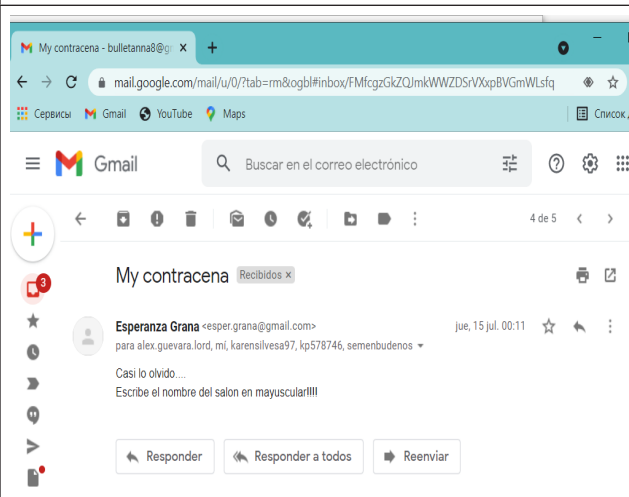 My contracena - bulletanna8@g
mail.google.com/mail/u/0/?tab=rm&ogbl#inbox/FMfcgzGkZQJmkWWZDSrVXxpBVGmWLsfq
Сервисы Gmail YouTube Maps Список
Gmail Buscar en el correo electrónico
4 de 5
My contracena Recibidos ×
3
Esperanza Grana <esper.grana@gmail.com> jue, 15 jul. 00:11
para alex.guevara.lord, mí, karensilvesa97, kp578746, semenbudenos
Casi lo olvido....
Escribe el nombre del salon en mayuscular!!!!
Responder Responder a todos Reenviar